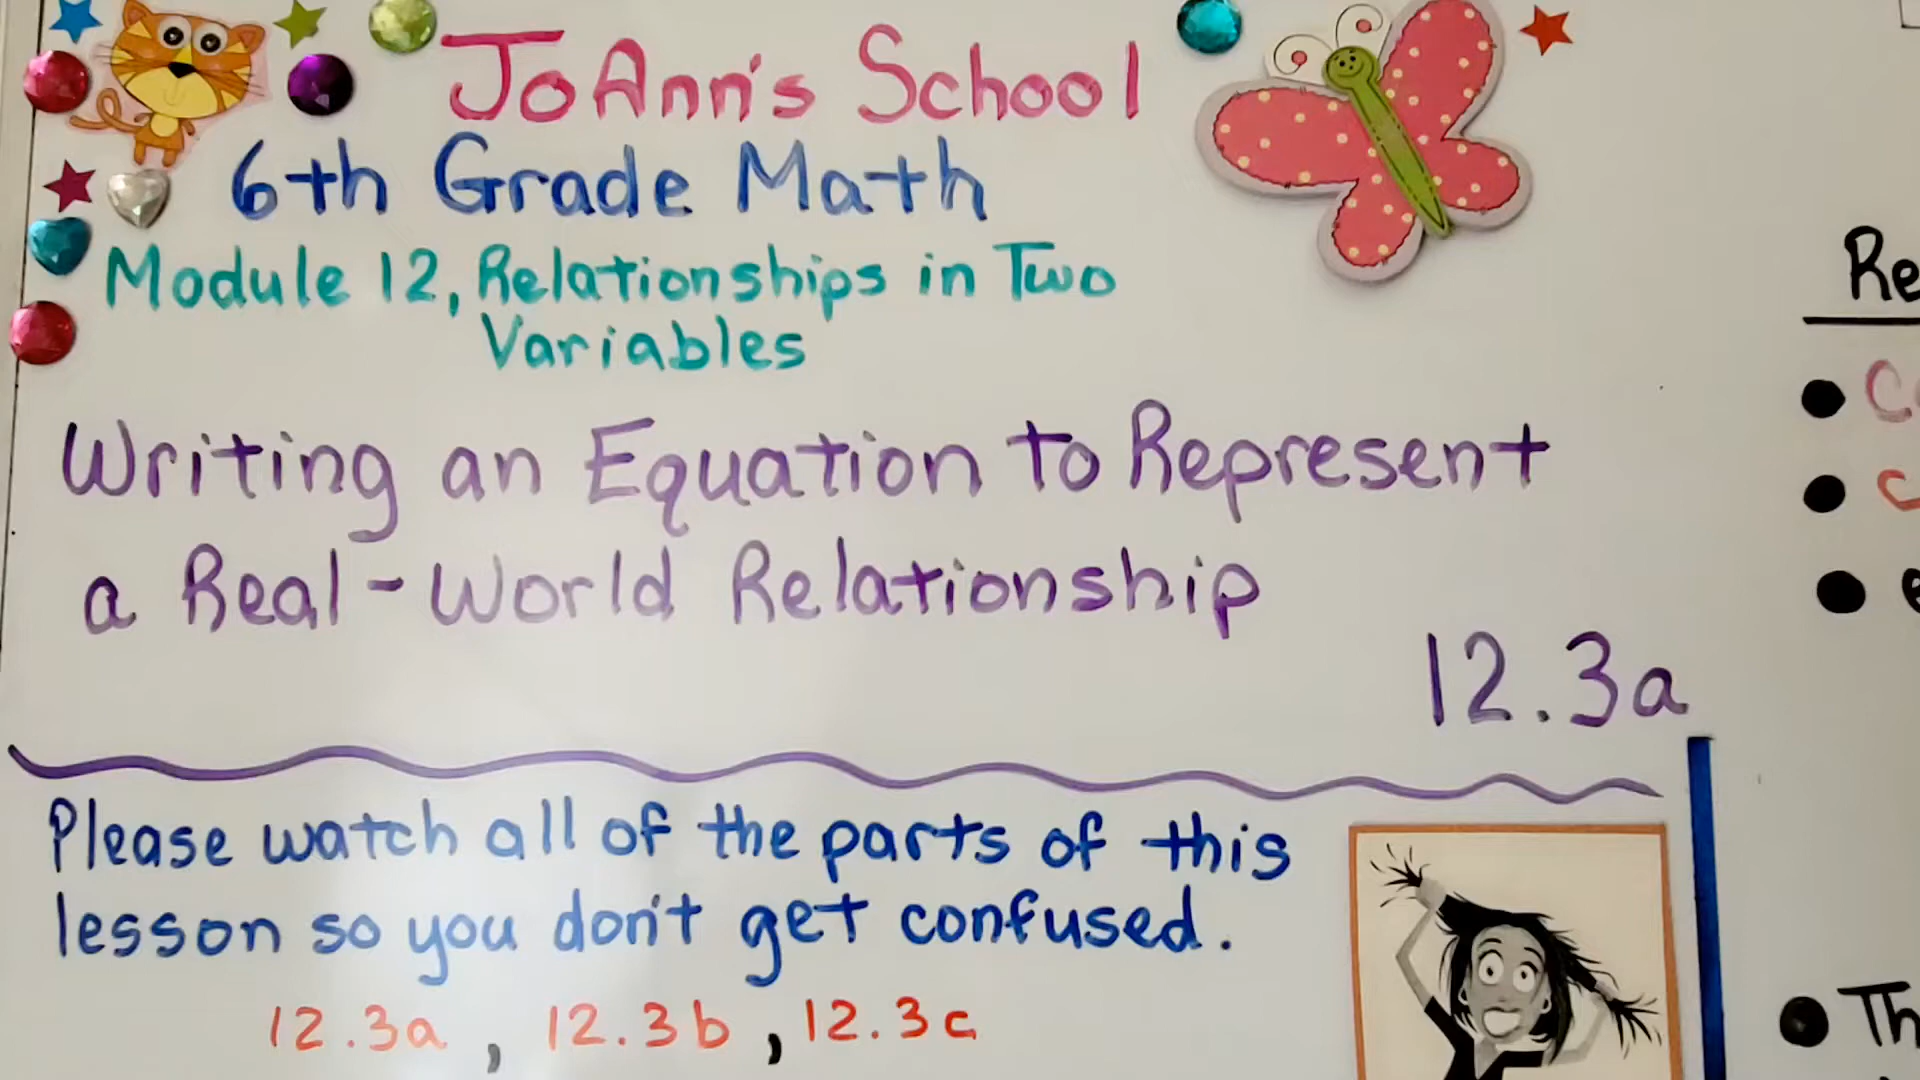 JoAnn's School
6th Grade Math
Module 12, Relationships in Two
Variables
Writing an Equation to Represent
a Real-World Relationship
12.3a
Please watch all of the parts of this
lesson so you don't get confused.
12.3a, 12.3b, 12.3c